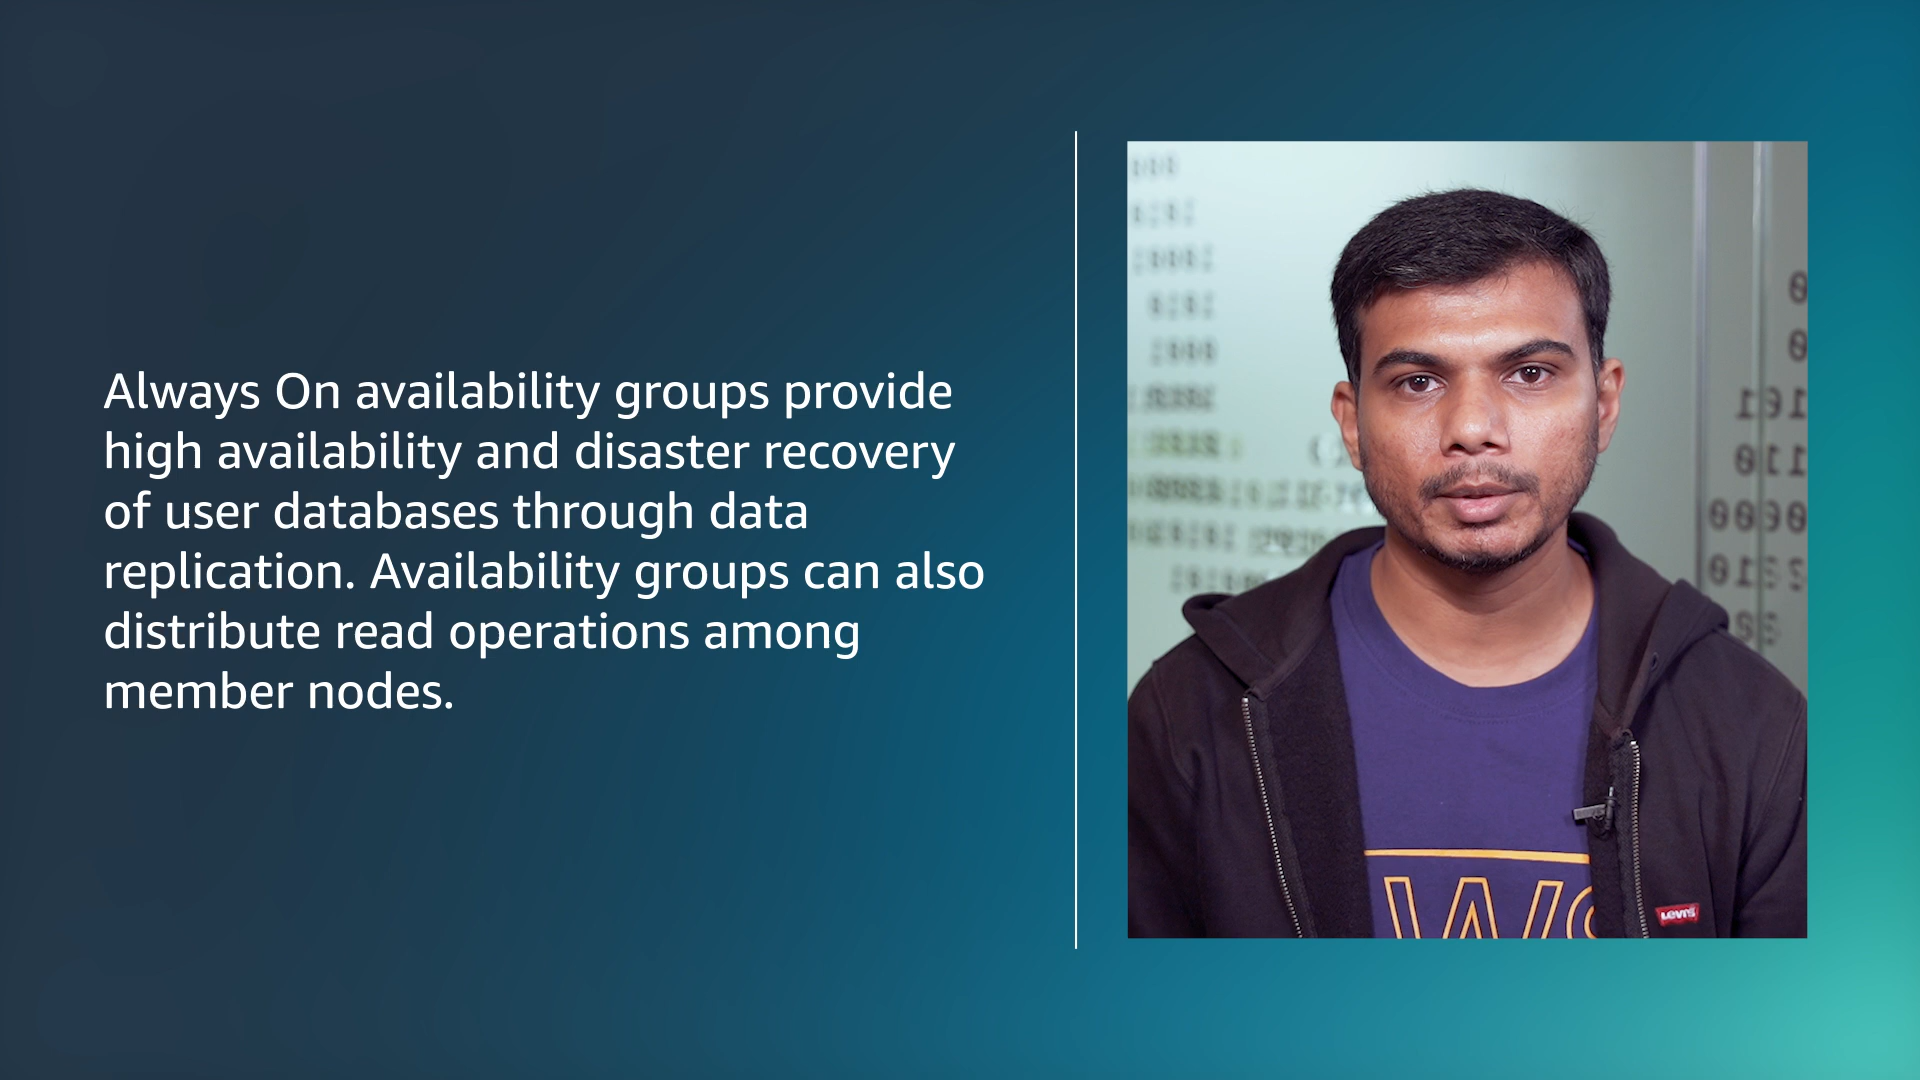 Always On availability groups provide
high availability and disaster recovery
of user databases through data
replication. Availability groups can also
distribute read operations among
member nodes.
Levi's